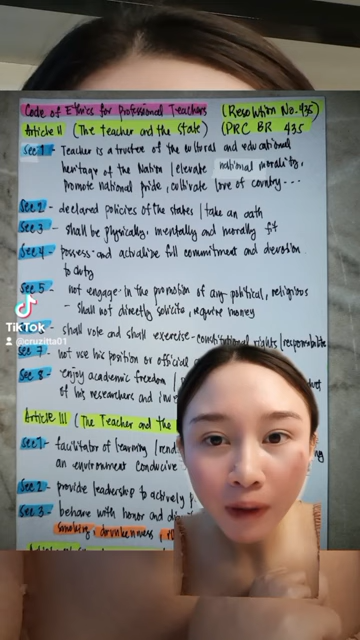 Code of Ethics for Professional Teachers (Resolution No. 435)
Article II (The Teacher and the State) (PRC BR 435
Sec 1 - Teacher is a trustee of the cultural and educational
heritage of the Nation / elevate national morality,
promote national pride, cultivate love of country...
Sec 2 - declared policies of the states / take an oath
Sec 3 - shall be physically, mentally and morally fit
Sec 4 - possess and actualize full commitment and devotion
to duty
Sec 5 - not engage in the promotion of any political, religious
- shall not directly solicit, require money
shall vote and shall exercise constitutional rights / responsibilite
Sec 7 - not use his position or official
Sec 8 - enjoy academic freedom /
of his researches and
Article III (The Teacher and the
Sec 1 - facilitator of learning /
an environment conducive
Sec 2 - provide leadership to actively
Sec 3 - behave with honor and
smoking, drunkenness,
TikTok
@cruzitta01